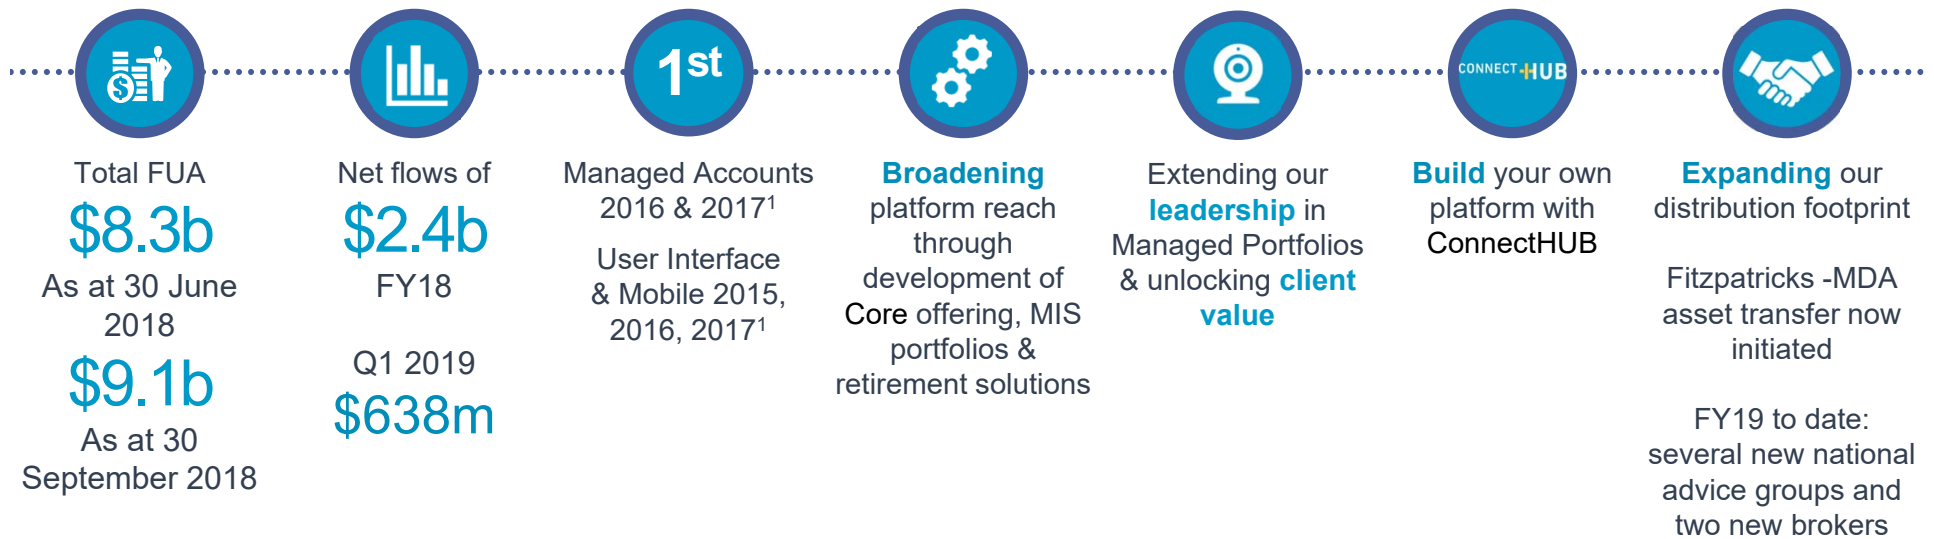 Total FUA
$8.3b
As at 30 June
2018
$9.1b
As at 30
September 2018
Net flows of
$2.4b
FY18
Q1 2019
$638m
1st
Managed Accounts
2016 & 2017¹
User Interface
& Mobile 2015,
2016, 2017¹
Broadening
platform reach
through
development of
Core offering, MIS
portfolios &
retirement solutions
Extending our
leadership in
Managed Portfolios
& unlocking client
value
CONNECT HUB
Build your own
platform with
ConnectHUB
Expanding our
distribution footprint
Fitzpatricks -MDA
asset transfer now
initiated
FY19 to date:
several new national
advice groups and
two new brokers